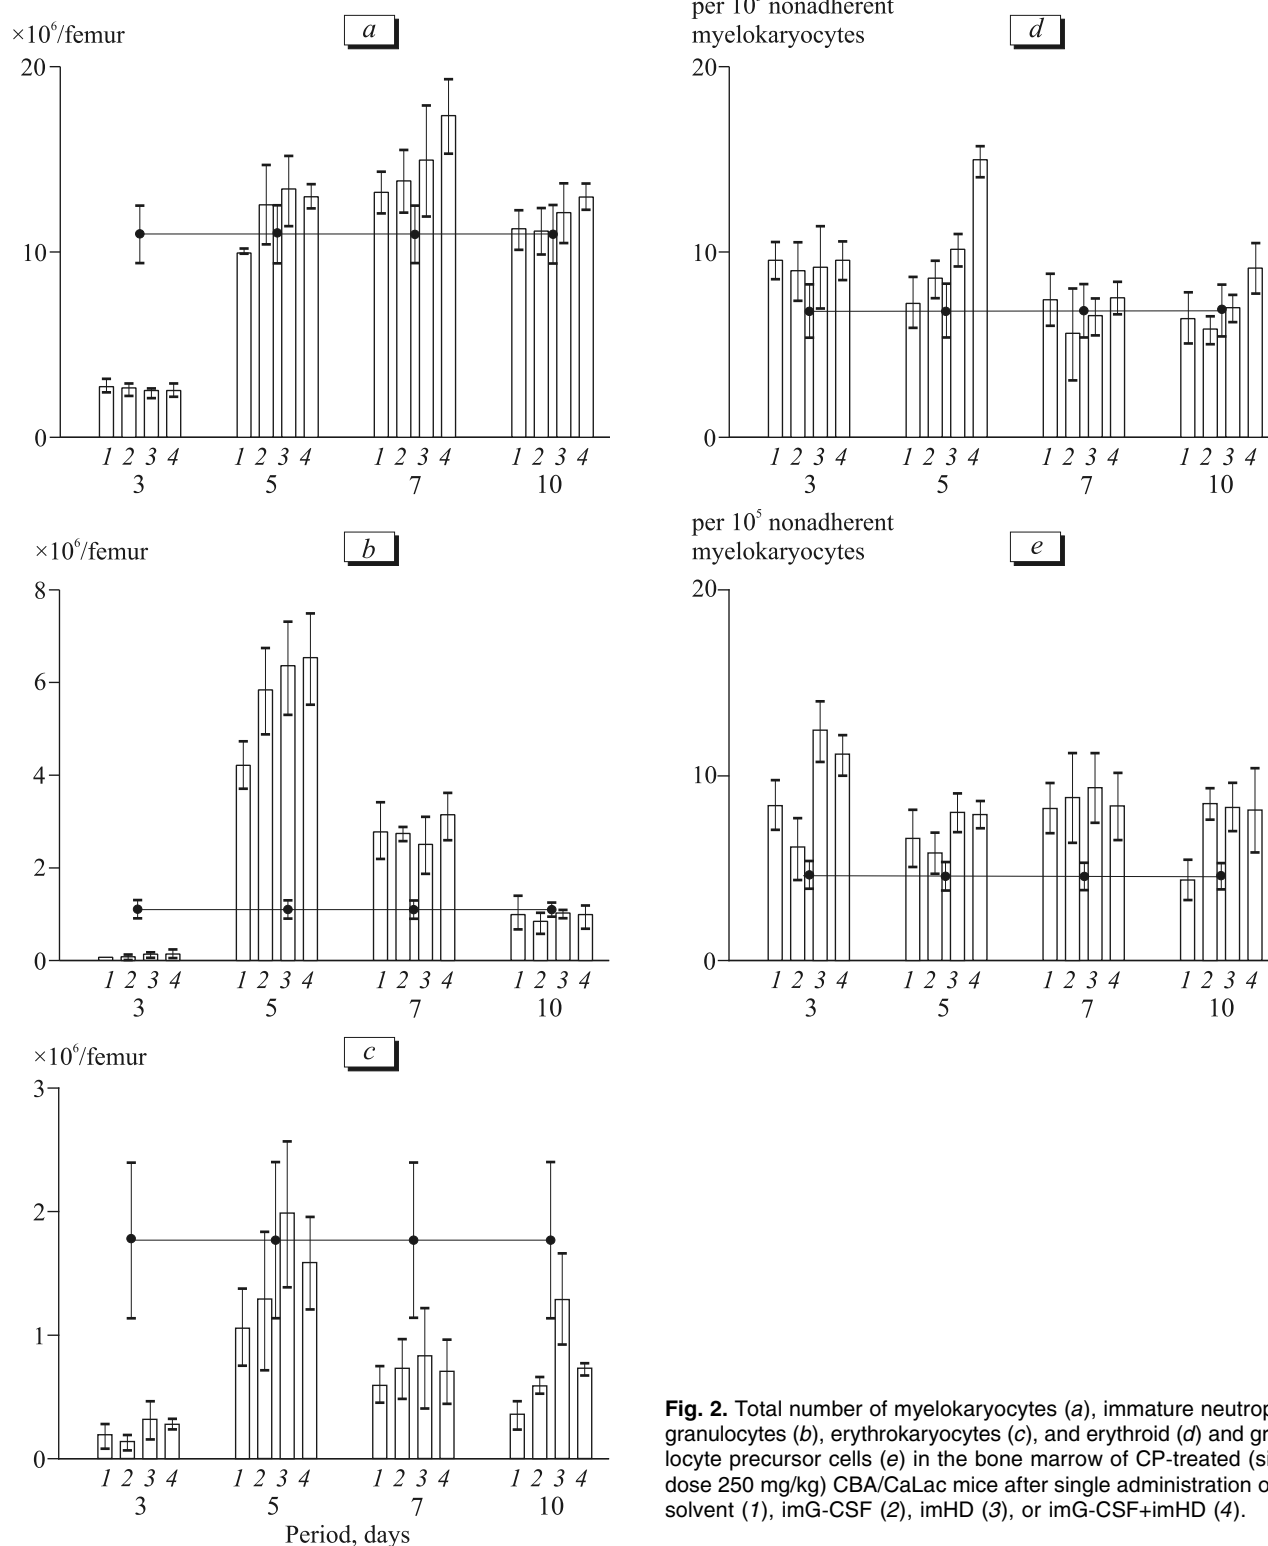 ×10⁶/femur
a
20
10
0
1 2 3 4 1 2 3 4 1 2 3 4 1 2 3 4
3 5 7 10
×10⁶/femur
b
8
6
4
2
0
1 2 3 4 1 2 3 4 1 2 3 4 1 2 3 4
3 5 7 10
×10⁶/femur
c
3
2
1
0
1 2 3 4 1 2 3 4 1 2 3 4 1 2 3 4
3 5 7 10
Period, days
per 10 nonadherent
myelokaryocytes
d
20
10
0
1 2 3 4 1 2 3 4 1 2 3 4 1 2 3 4
3 5 7 10
per 10⁵ nonadherent
myelokaryocytes
e
20
10
0
1 2 3 4 1 2 3 4 1 2 3 4 1 2 3 4
3 5 7 10
Fig. 2. Total number of myelokaryocytes (a), immature neutrop
granulocytes (b), erythrokaryocytes (c), and erythroid (d) and gr
locyte precursor cells (e) in the bone marrow of CP-treated (si
dose 250 mg/kg) CBA/CaLac mice after single administration o
solvent (1), imG-CSF (2), imHD (3), or imG-CSF+imHD (4).